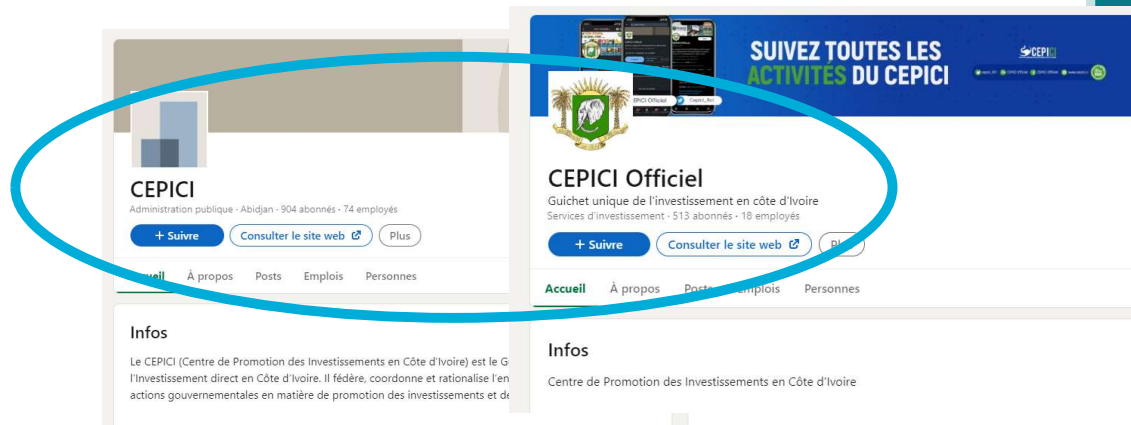 CEPICI
Administration publique · Abidjan · 904 abonnés · 74 employés
+ Suivre
Consulter le site web
Plus
Accueil
À propos
Posts
Emplois
Personnes
Infos
Le CEPICI (Centre de Promotion des Investissements en Côte d'Ivoire) est le G
l'Investissement direct en Côte d'Ivoire. Il fédère, coordonne et rationalise l'en
actions gouvernementales en matière de promotion des investissements et de
SUIVEZ TOUTES LES
ACTIVITÉS DU CEPICI
CEPICI
CEPICI Officiel
CEPICI Officiel
Guichet unique de l'investissement en côte d'Ivoire
Services d'investissement · 513 abonnés · 18 employés
+ Suivre
Consulter le site web
Accueil
À propos
Posts
Emplois
Personnes
Infos
Centre de Promotion des Investissements en Côte d'Ivoire